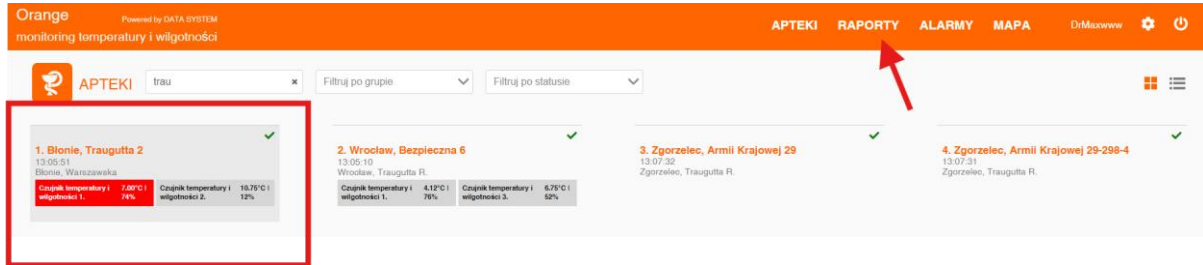 Orange Powered by DATA SYSTEM
monitoring temperatury i wilgotności
APTEKI RAPORTY ALARMY MAPA DrMaxwww
APTEKI trau Filtruj po grupie Filtruj po statusie
1. Błonie, Traugutta 2
13:05:51
Błonie, Warszawska
Czujnik temperatury i wilgotności 1. 7.00°C | 74%
Czujnik temperatury i wilgotności 2. 10.75°C | 12%
2. Wrocław, Bezpieczna 6
13:05:10
Wrocław, Traugutta R.
Czujnik temperatury i wilgotności 1. 4.12°C | 76%
Czujnik temperatury i wilgotności 3. 6.75°C | 52%
3. Zgorzelec, Armii Krajowej 29
13:07:32
Zgorzelec, Traugutta R.
4. Zgorzelec, Armii Krajowej 29-298-4
13:07:31
Zgorzelec, Traugutta R.